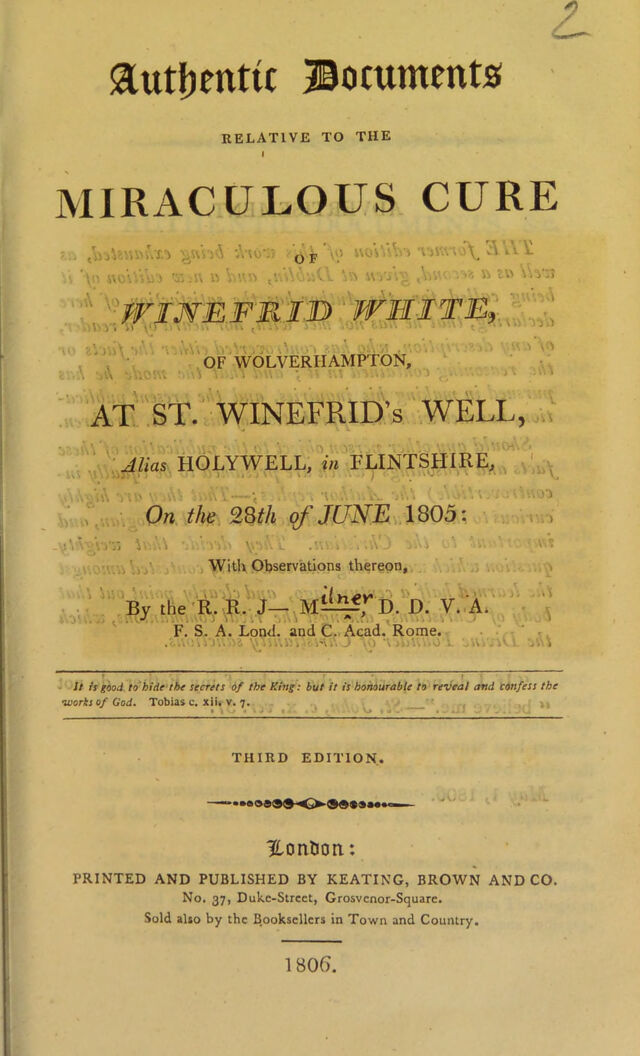 2
Authentic Documents
RELATIVE TO THE
MIRACULOUS CURE
OF
WINEFRID WHITE,
OF WOLVERHAMPTON,
AT ST. WINEFRID's WELL,
Alias HOLYWELL, in FLINTSHIRE,
On the 28th of JUNE 1805:
With Observations thereon,
By the R. R. J— Milner, D. D. V. A.
F. S. A. Lond. and C. Acad. Rome.
It is good to hide the secrets of the King: but it is honourable to reveal and confess the
works of God. Tobias c. xii. v. 7.
THIRD EDITION.
London:
PRINTED AND PUBLISHED BY KEATING, BROWN AND CO.
No. 37, Duke-Street, Grosvenor-Square.
Sold also by the Booksellers in Town and Country.
1806.